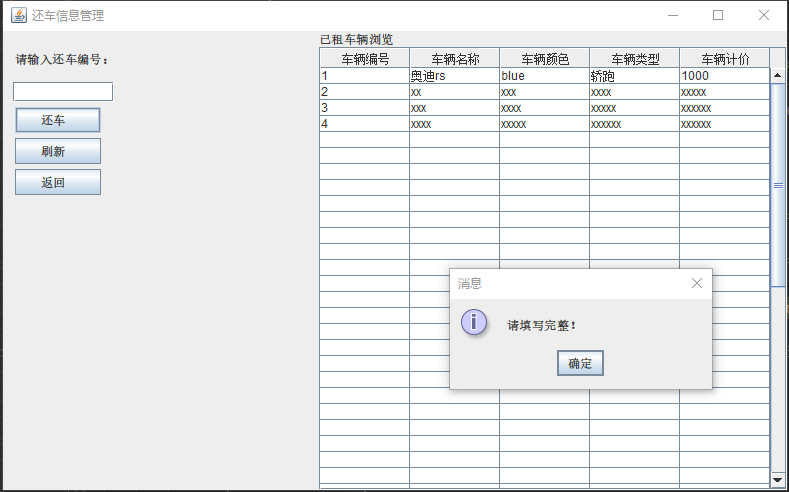 还车信息管理
请输入还车编号：
还车
刷新
返回
已租车辆浏览
车辆编号 车辆名称 车辆颜色 车辆类型 车辆计价
1 奥迪rs blue 轿跑 1000
2 xx xxx xxxx xxxxx
3 xxx xxxx xxxxx xxxxxx
4 xxxx xxxxx xxxxxx xxxxxx
消息
请填写完整！
确定